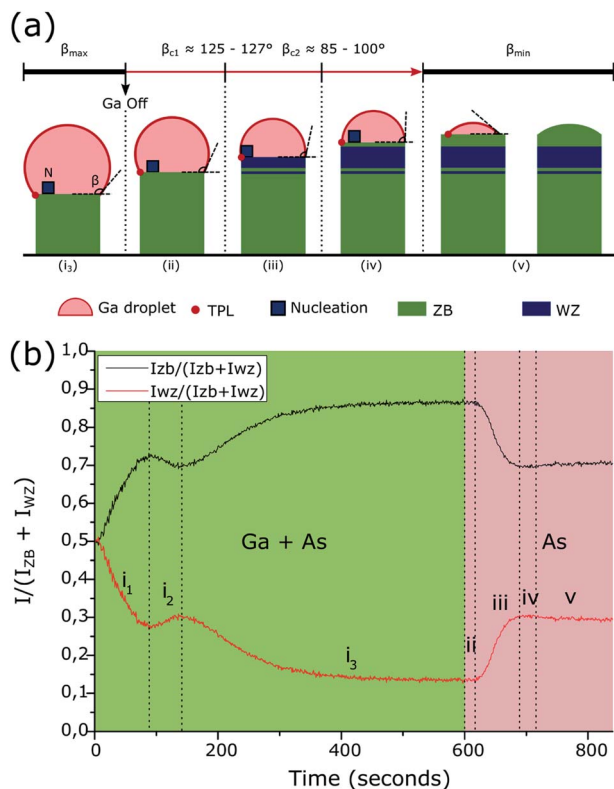 (a)
βmax βc1 ≈ 125 - 127° βc2 ≈ 85 - 100° βmin
Ga Off
N β
(i₃) (ii) (iii) (iv) (v)
Ga droplet TPL Nucleation ZB WZ
(b)
1,0
0,9
0,8
0,7
0,6
0,5
0,4
0,3
0,2
0,1
0,0
I/(IZB + IWZ)
Izb/(Izb+Iwz)
Iwz/(Izb+Iwz)
Ga + As As
i₁ i₂ i₃ ii iii iv v
0 200 400 600 800
Time (seconds)